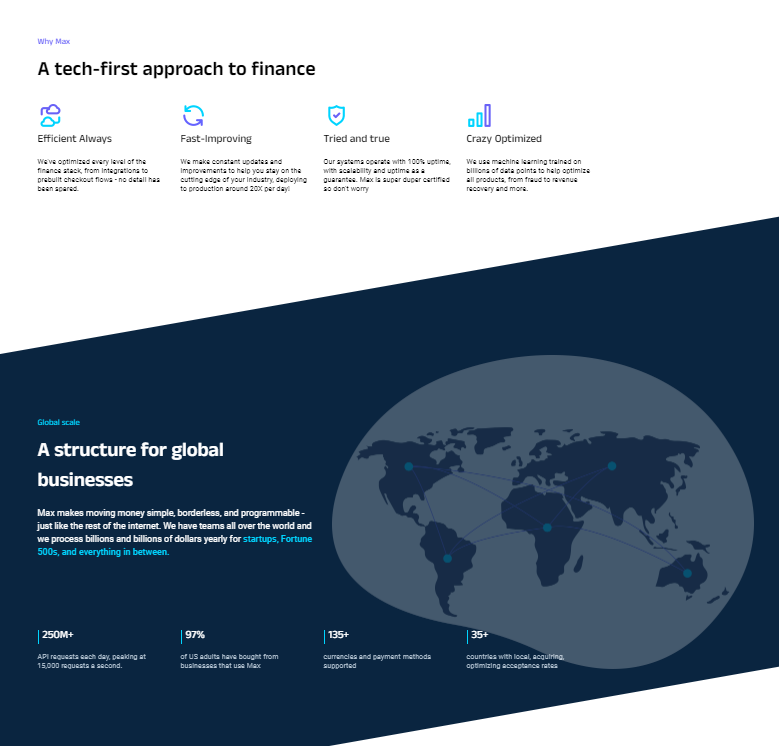 Why Max
A tech-first approach to finance
Efficient Always
We've optimized every level of the
finance stack, from integrations to
prebuilt checkout flows - no detail has
been spared.
Fast-Improving
We make constant updates and
improvements to help you stay on the
cutting edge of your industry, deploying
to production around 20X per day!
Tried and true
Our systems operate with 100% uptime,
with scalability and uptime as a
guarantee. Max is super duper certified
so don't worry
Crazy Optimized
We use machine learning trained on
billions of data points to help optimize
all products, from fraud to revenue
recovery and more.
Global scale
A structure for global
businesses
Max makes moving money simple, borderless, and programmable -
just like the rest of the internet. We have teams all over the world and
we process billions and billions of dollars yearly for startups, Fortune
500s, and everything in between.
250M+
API requests each day, peaking at
15,000 requests a second.
97%
of US adults have bought from
businesses that use Max
135+
currencies and payment methods
supported
35+
countries with local, acquiring,
optimizing acceptance rates